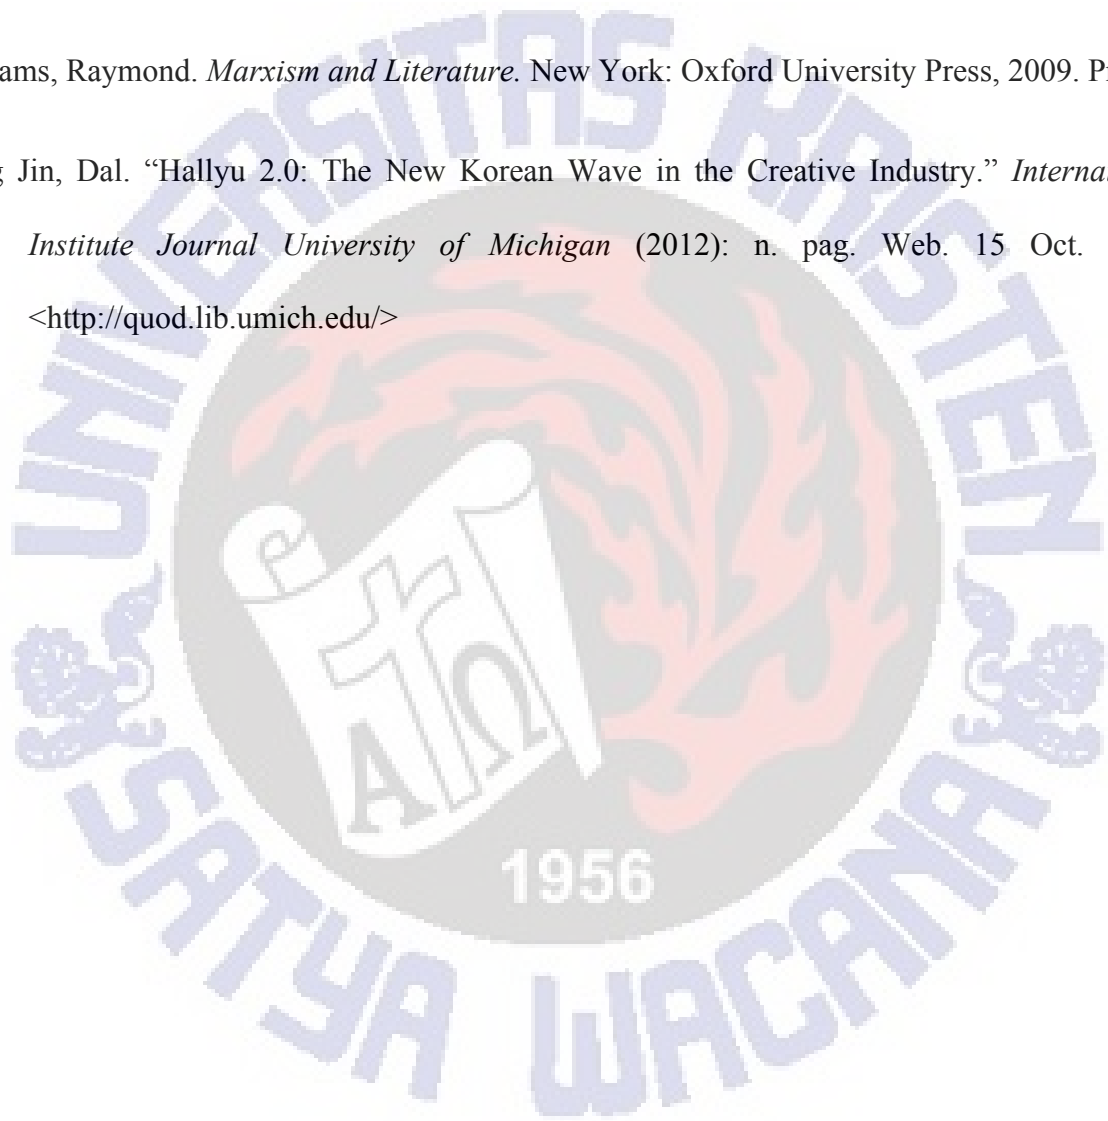 ams, Raymond. Marxism and Literature. New York: Oxford University Press, 2009. P
g Jin, Dal. “Hallyu 2.0: The New Korean Wave in the Creative Industry.” Interna
Institute Journal University of Michigan (2012): n. pag. Web. 15 Oct.
<http://quod.lib.umich.edu/>
UNIVERSITAS KRISTEN
SATYA WACANA
Α Ω
1956